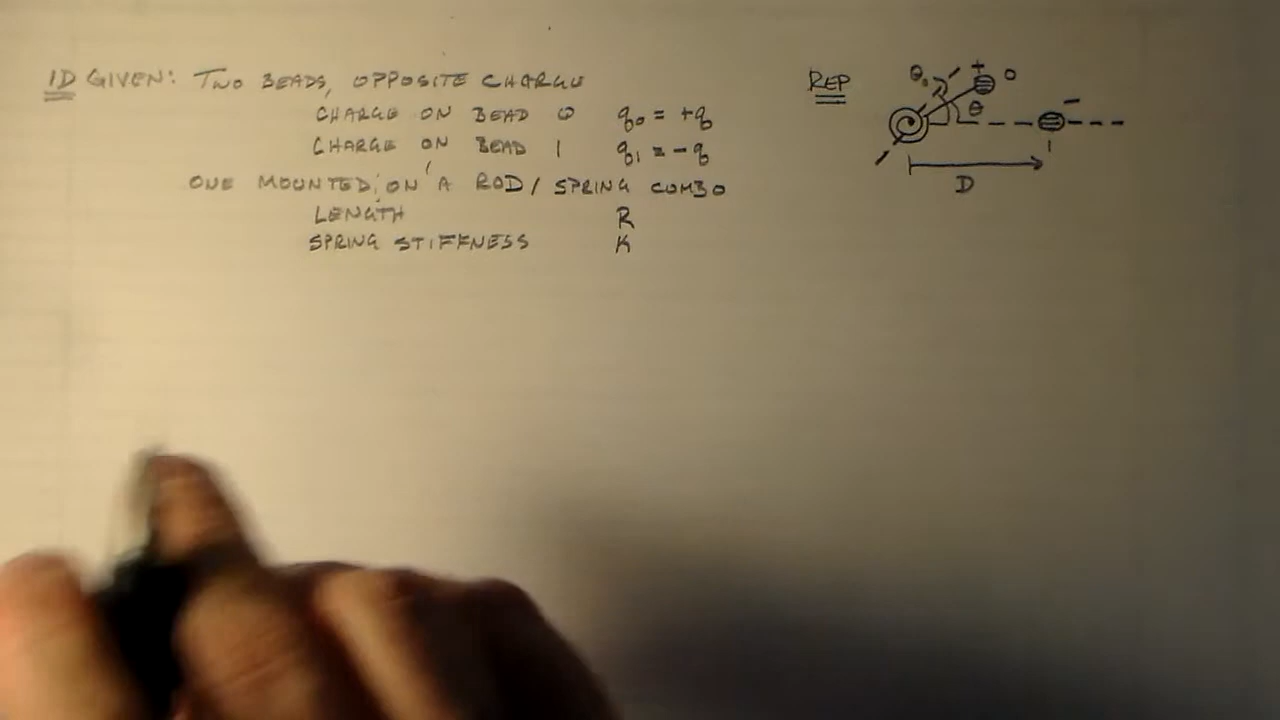 ID GIVEN: TWO BEADS, OPPOSITE CHARGE
CHARGE ON BEAD 0 q₀ = +q
CHARGE ON BEAD 1 q₁ = -q
ONE MOUNTED ON A ROD/SPRING COMBO
LENGTH R
SPRING STIFFNESS K
REP
θ₀ + 0
θ -
1
D